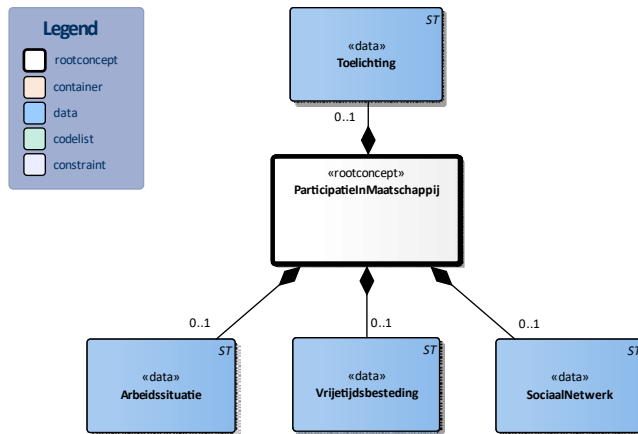 Legend
rootconcept
container
data
codelist
constraint
ST
«data»
Toelichting
0..1
«rootconcept»
ParticipatieInMaatschappij
0..1
0..1
0..1
ST
«data»
Arbeidssituatie
ST
«data»
Vrijetijdsbesteding
ST
«data»
SociaalNetwerk